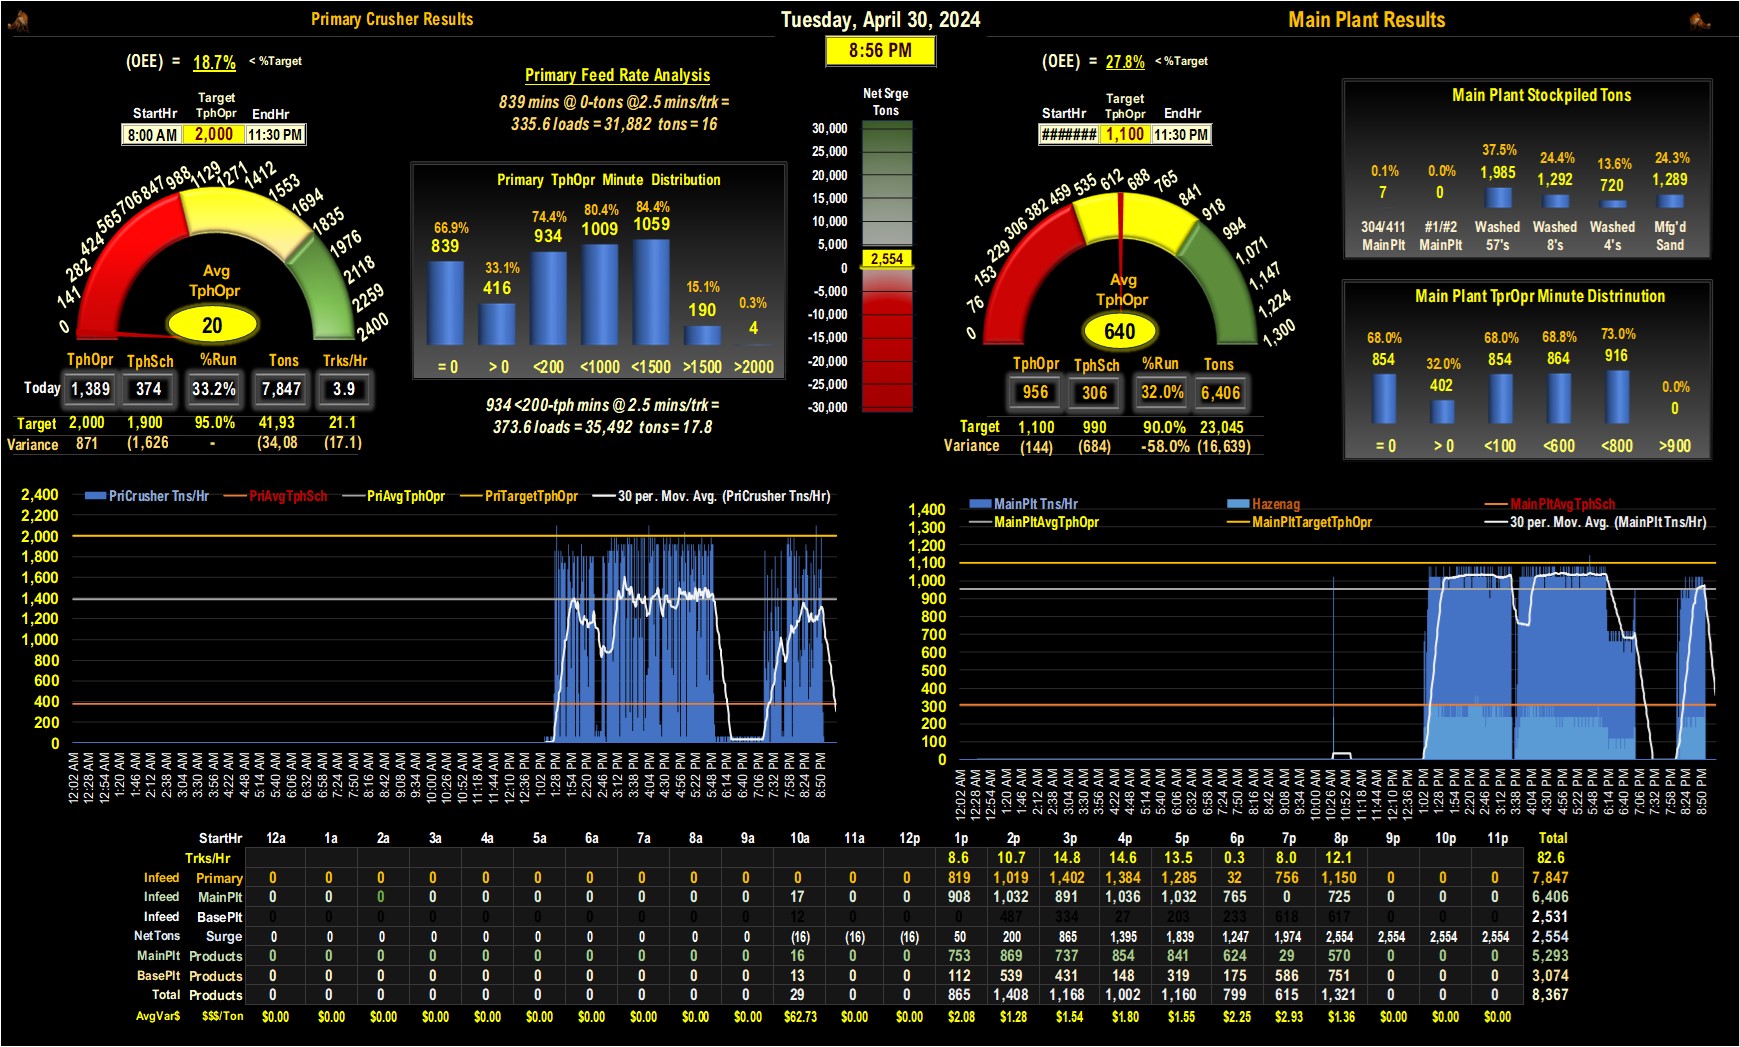 Primary Crusher Results
Tuesday, April 30, 2024
Main Plant Results
8:56 PM
(OEE) = 18.7% < %Target
Target
StartHr TphOpr EndHr
8:00 AM 2,000 11:30 PM
0 141 282 424 565 706 847 988 1129 1271 1412 1553 1694 1835 1976 2118 2259 2400
Avg
TphOpr
20
TphOpr TphSch %Run Tons Trks/Hr
Today 1,389 374 33.2% 7,847 3.9
Target 2,000 1,900 95.0% 41,93 21.1
Variance 871 (1,626 - (34,08 (17.1)
Primary Feed Rate Analysis
839 mins @ 0-tons @2.5 mins/trk =
335.6 loads = 31,882 tons = 16
Primary TphOpr Minute Distribution
66.9% 33.1% 74.4% 80.4% 84.4% 15.1% 0.3%
839 416 934 1009 1059 190 4
= 0 > 0 <200 <1000 <1500 >1500 >2000
934 <200-tph mins @ 2.5 mins/trk =
373.6 loads = 35,492 tons = 17.8
Net Srge
Tons
30,000
25,000
20,000
15,000
10,000
5,000
2,554
0
-5,000
-10,000
-15,000
-20,000
-25,000
-30,000
(OEE) = 27.8% < %Target
Target
StartHr TphOpr EndHr
####### 1,100 11:30 PM
0 76 153 229 306 382 459 535 612 688 765 841 918 994 1,071 1,147 1,224 1,300
Avg
TphOpr
640
TphOpr TphSch %Run Tons
956 306 32.0% 6,406
Target 1,100 990 90.0% 23,045
Variance (144) (684) -58.0% (16,639)
Main Plant Stockpiled Tons
0.1% 0.0% 37.5% 24.4% 13.6% 24.3%
7 0 1,985 1,292 720 1,289
304/411 #1/#2 Washed Washed Washed Mfg'd
MainPlt MainPlt 57's 8's 4's Sand
Main Plant TprOpr Minute Distrinution
68.0% 32.0% 68.0% 68.8% 73.0% 0.0%
854 402 854 864 916 0
= 0 > 0 <100 <600 <800 >900
PriCrusher Tns/Hr PriAvgTphSch PriAvgTphOpr PriTargetTphOpr 30 per. Mov. Avg. (PriCrusher Tns/Hr)
2,400
2,200
2,000
1,800
1,600
1,400
1,200
1,000
800
600
400
200
0
12:02 AM 12:28 AM 12:54 AM 1:20 AM 1:46 AM 2:12 AM 2:38 AM 3:04 AM 3:30 AM 3:56 AM 4:22 AM 4:48 AM 5:14 AM 5:40 AM 6:06 AM 6:32 AM 6:58 AM 7:24 AM 7:50 AM 8:16 AM 8:42 AM 9:08 AM 9:34 AM 10:00 AM 10:26 AM 10:52 AM 11:18 AM 11:44 AM 12:10 PM 12:36 PM 1:02 PM 1:28 PM 1:54 PM 2:20 PM 2:46 PM 3:12 PM 3:38 PM 4:04 PM 4:30 PM 4:56 PM 5:22 PM 5:48 PM 6:14 PM 6:40 PM 7:06 PM 7:32 PM 7:58 PM 8:24 PM 8:50 PM
MainPlt Tns/Hr Hazenag MainPltAvgTphSch
MainPltAvgTphOpr MainPltTargetTphOpr 30 per. Mov. Avg. (MainPlt Tns/Hr)
1,400
1,300
1,200
1,100
1,000
900
800
700
600
500
400
300
200
100
0
12:02 AM 12:28 AM 12:54 AM 1:20 AM 1:46 AM 2:12 AM 2:38 AM 3:04 AM 3:30 AM 3:56 AM 4:22 AM 4:48 AM 5:14 AM 5:40 AM 6:06 AM 6:32 AM 6:58 AM 7:24 AM 7:50 AM 8:16 AM 8:42 AM 9:08 AM 9:34 AM 10:00 AM 10:26 AM 10:52 AM 11:18 AM 11:44 AM 12:10 PM 12:36 PM 1:02 PM 1:28 PM 1:54 PM 2:20 PM 2:46 PM 3:12 PM 3:38 PM 4:04 PM 4:30 PM 4:56 PM 5:22 PM 5:48 PM 6:14 PM 6:40 PM 7:06 PM 7:32 PM 7:58 PM 8:24 PM 8:50 PM
StartHr 12a 1a 2a 3a 4a 5a 6a 7a 8a 9a 10a 11a 12p 1p 2p 3p 4p 5p 6p 7p 8p 9p 10p 11p Total
Trks/Hr 8.6 10.7 14.8 14.6 13.5 0.3 8.0 12.1 82.6
Infeed Primary 0 0 0 0 0 0 0 0 0 0 0 0 0 819 1,019 1,402 1,384 1,285 32 756 1,150 0 0 0 7,847
Infeed MainPlt 0 0 0 0 0 0 0 0 0 0 17 0 0 908 1,032 891 1,036 1,032 765 0 725 0 0 0 6,406
Infeed BasePlt 0 0 0 0 0 0 0 0 0 0 12 0 0 0 487 334 27 203 233 618 617 0 0 0 2,531
NetTons Surge 0 0 0 0 0 0 0 0 0 0 (16) (16) (16) 50 200 865 1,395 1,839 1,247 1,974 2,554 2,554 2,554 2,554 2,554
MainPlt Products 0 0 0 0 0 0 0 0 0 0 16 0 0 753 869 737 854 841 624 29 570 0 0 0 5,293
BasePlt Products 0 0 0 0 0 0 0 0 0 0 13 0 0 112 539 431 148 319 175 586 751 0 0 0 3,074
Total Products 0 0 0 0 0 0 0 0 0 0 29 0 0 865 1,408 1,168 1,002 1,160 799 615 1,321 0 0 0 8,367
AvgVar$ $$$/Ton $0.00 $0.00 $0.00 $0.00 $0.00 $0.00 $0.00 $0.00 $0.00 $0.00 $62.73 $0.00 $0.00 $2.08 $1.28 $1.54 $1.80 $1.55 $2.25 $2.93 $1.36 $0.00 $0.00 $0.00